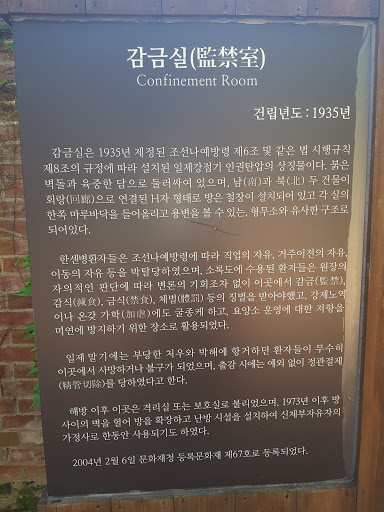 감금실(監禁室)
Confinement Room
건립년도 : 1935년
감금실은 1935년 제정된 조선나예방령 제6조 및 같은 법 시행규칙
제8조의 규정에 따라 설치된 일제강점기 인권탄압의 상징물이다. 붉은
벽돌과 육중한 담으로 둘러싸여 있으며, 남(南)과 북(北) 두 건물이
회랑(回廊)으로 연결된 H자 형태로 방은 철창이 설치되어 있고 각 실의
한쪽 마루바닥을 들어올리고 용변을 볼 수 있는, 형무소와 유사한 구조로
되어있다.
한센병환자들은 조선나예방령에 따라 직업의 자유, 거주이전의 자유,
이동의 자유 등을 박탈당하였으며, 소록도에 수용된 환자들은 원장의
자의적인 판단에 따라 변론의 기회조차 없이 이곳에서 감금(監禁),
감식(減食), 금식(禁食), 체벌(體罰) 등의 징벌을 받아야했고, 강제노역
이나 온갖 가학(加虐)에도 굴종케 하고, 요양소 운영에 대한 저항을
미연에 방지하기 위한 장소로 활용되었다.
일제 말기에는 부당한 처우와 박해에 항거하던 환자들이 무수히
이곳에서 사망하거나 불구가 되었으며, 출감 시에는 예외 없이 정관절제
(精管切除)를 당하였다고 한다.
해방 이후 이곳은 격리실 또는 보호실로 불리었으며, 1973년 이후 방
사이의 벽을 헐어 방을 확장하고 난방 시설을 설치하여 신체부자유자의
가정사로 한동안 사용되기도 하였다.
2004년 2월 6일 문화재청 등록문화재 제67호로 등록되었다.